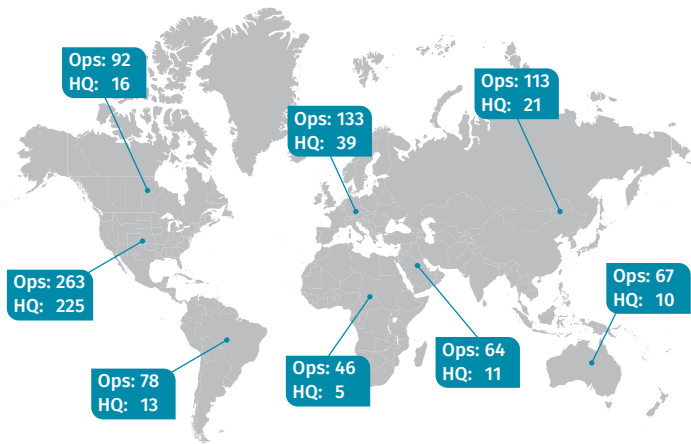 Ops: 92
HQ: 16
Ops: 113
HQ: 21
Ops: 133
HQ: 39
Ops: 263
HQ: 225
Ops: 67
HQ: 10
Ops: 64
HQ: 11
Ops: 46
HQ: 5
Ops: 78
HQ: 13